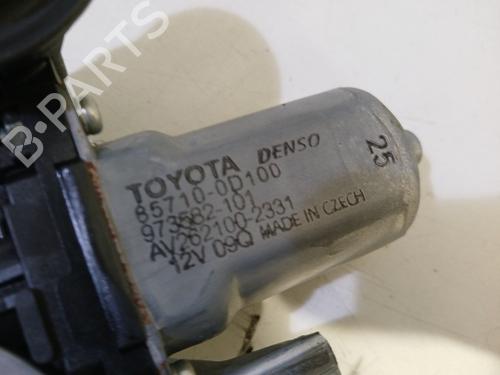 B-PARTS
TOYOTA DENSO
85710-0D100
973582-101
AV262100-2331
12V 09Q MADE IN CZECH
25